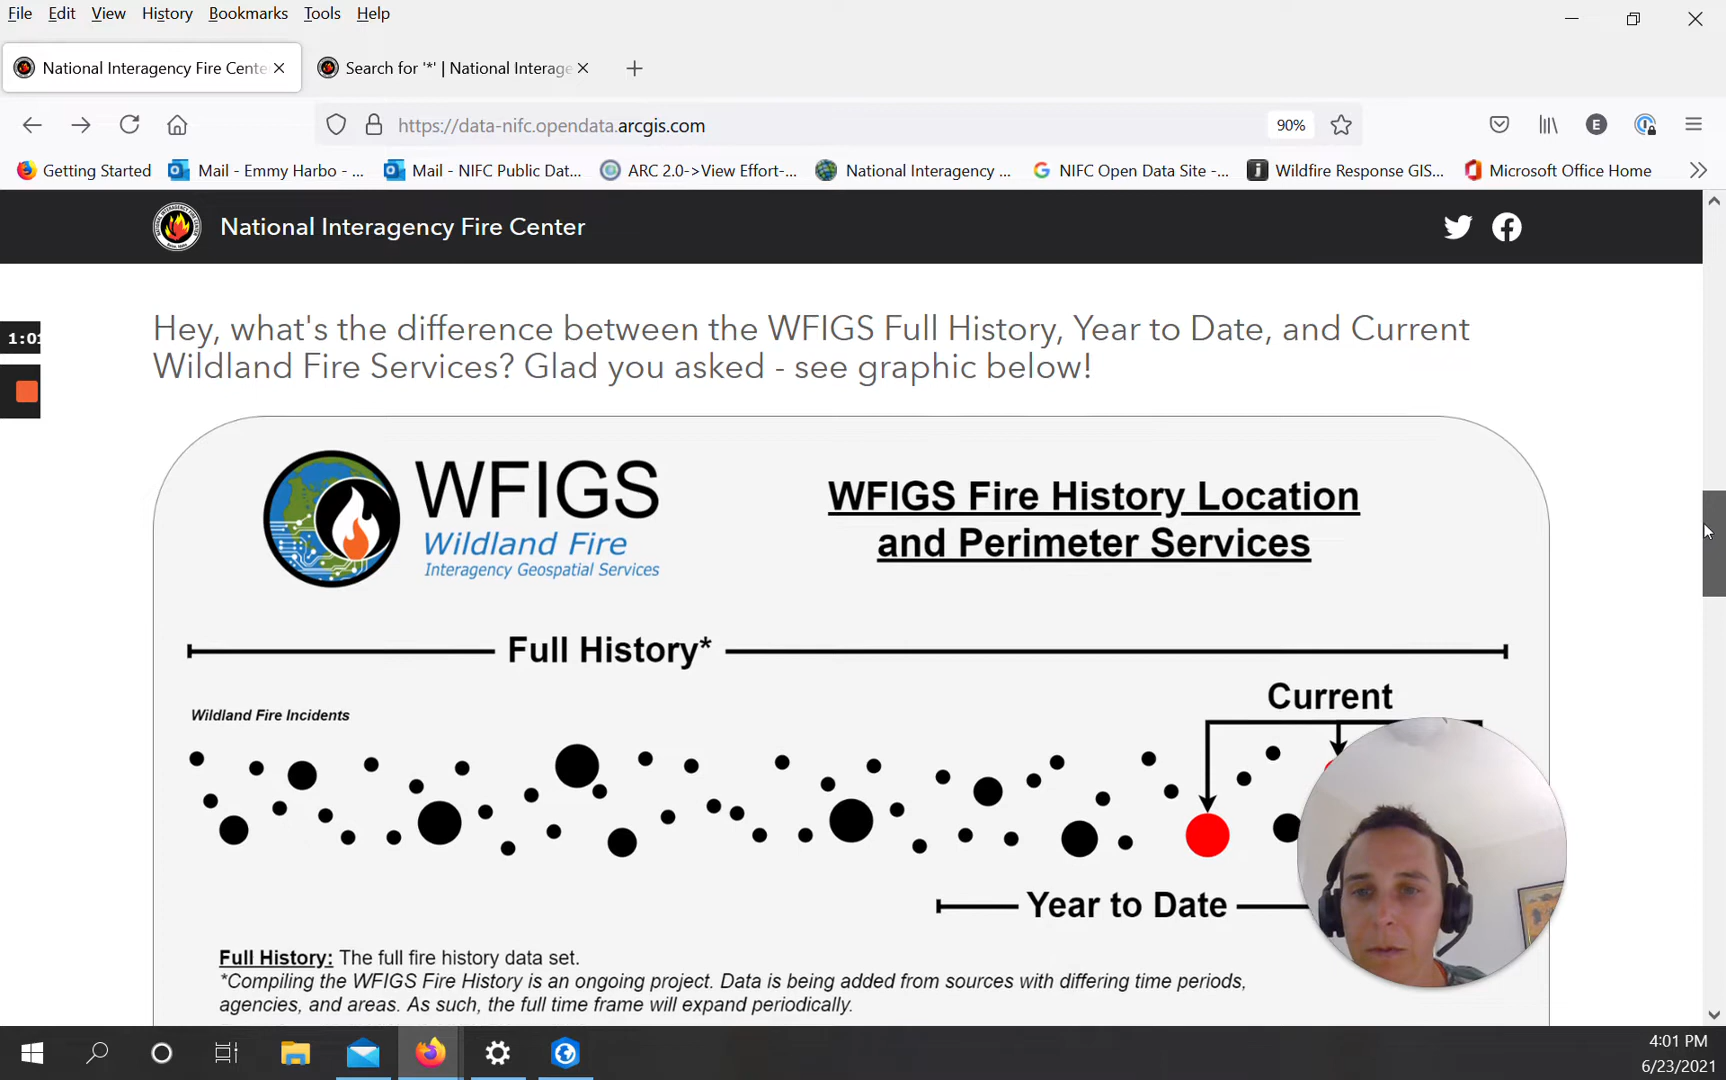 File Edit View History Bookmarks Tools Help
National Interagency Fire Cente
Search for '*' | National Interage
https://data-nifc.opendata.arcgis.com
90%
E
Getting Started
Mail - Emmy Harbo - ...
Mail - NIFC Public Dat...
ARC 2.0->View Effort-...
National Interagency ...
NIFC Open Data Site -...
Wildfire Response GIS...
Microsoft Office Home
National Interagency Fire Center
Hey, what's the difference between the WFIGS Full History, Year to Date, and Current
Wildland Fire Services? Glad you asked - see graphic below!
1:01
WFIGS
Wildland Fire
Interagency Geospatial Services
WFIGS Fire History Location
and Perimeter Services
Full History*
Current
Wildland Fire Incidents
Year to Date
Full History: The full fire history data set.
*Compiling the WFIGS Fire History is an ongoing project. Data is being added from sources with differing time periods,
agencies, and areas. As such, the full time frame will expand periodically.
4:01 PM
6/23/2021